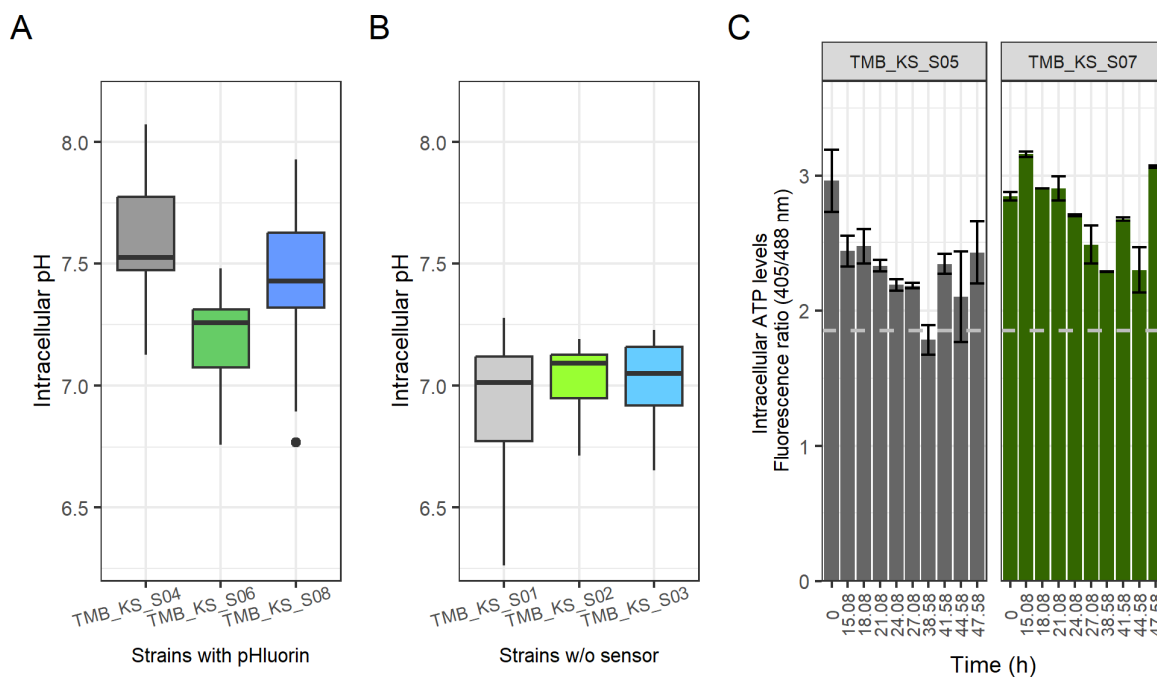 A
B
C
Intracellular pH
8.0
7.5
7.0
6.5
TMB_KS_S04
TMB_KS_S06
TMB_KS_S08
Strains with pHluorin
Intracellular pH
8.0
7.5
7.0
6.5
TMB_KS_S01
TMB_KS_S02
TMB_KS_S03
Strains w/o sensor
TMB_KS_S05
TMB_KS_S07
Intracellular ATP levels
Fluorescence ratio (405/488 nm)
3
2
1
0
0
15.08
18.08
21.08
24.08
27.08
38.58
41.58
44.58
47.58
0
15.08
18.08
21.08
24.08
27.08
38.58
41.58
44.58
47.58
Time (h)